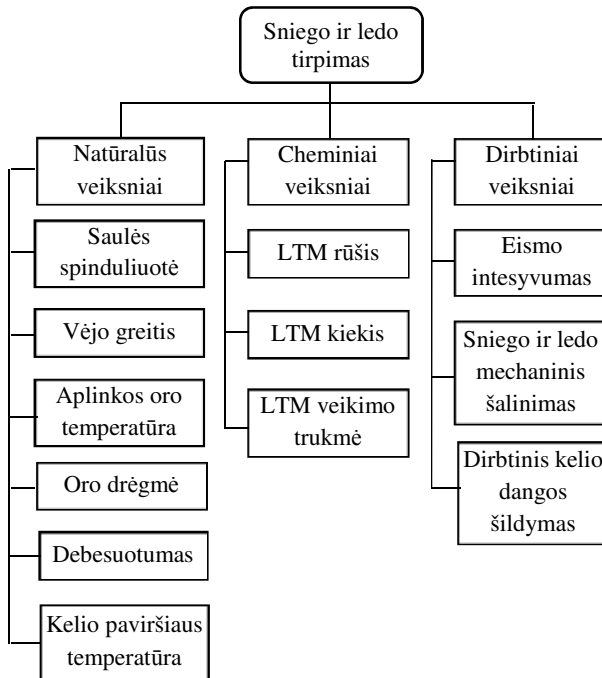 Sniego ir ledo
tirpimas
Natūralūs
veiksniai
Saulės
spinduliuotė
Vėjo greitis
Aplinkos oro
temperatūra
Oro drėgmė
Debesuotumas
Kelio paviršiaus
temperatūra
Cheminiai
veiksniai
LTM rūšis
LTM kiekis
LTM veikimo
trukmė
Dirbtiniai
veiksniai
Eismo
intesyvumas
Sniego ir ledo
mechaninis
šalinimas
Dirbtinis kelio
dangos
šildymas